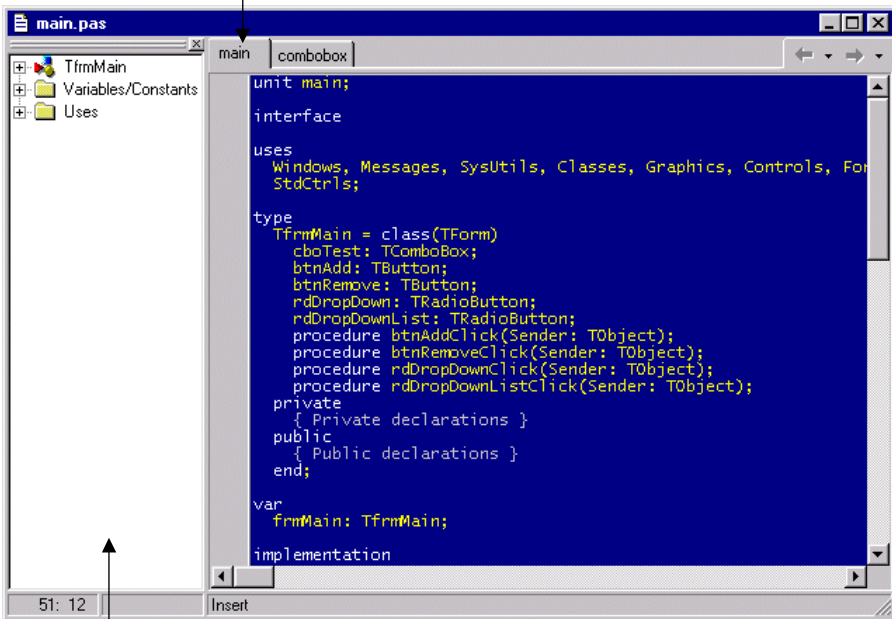 main.pas
TfrmMain
Variables/Constants
Uses
main
combobox
unit main;
interface
uses
Windows, Messages, SysUtils, Classes, Graphics, Controls, For
StdCtrls;
type
TfrmMain = class(TForm)
cboTest: TComboBox;
btnAdd: TButton;
btnRemove: TButton;
rdDropDown: TRadioButton;
rdDropDownList: TRadioButton;
procedure btnAddClick(Sender: TObject);
procedure btnRemoveClick(Sender: TObject);
procedure rdDropDownClick(Sender: TObject);
procedure rdDropDownListClick(Sender: TObject);
private
{ Private declarations }
public
{ Public declarations }
end;
var
frmMain: TfrmMain;
implementation
51: 12
Insert